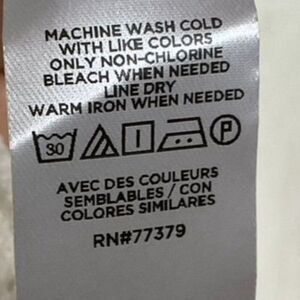 MACHINE WASH COLD
WITH LIKE COLORS
ONLY NON-CHLORINE
BLEACH WHEN NEEDED
LINE DRY
WARM IRON WHEN NEEDED
30 P
AVEC DES COULEURS
SEMBLABLES / CON
COLORES SIMILARES
RN#77379